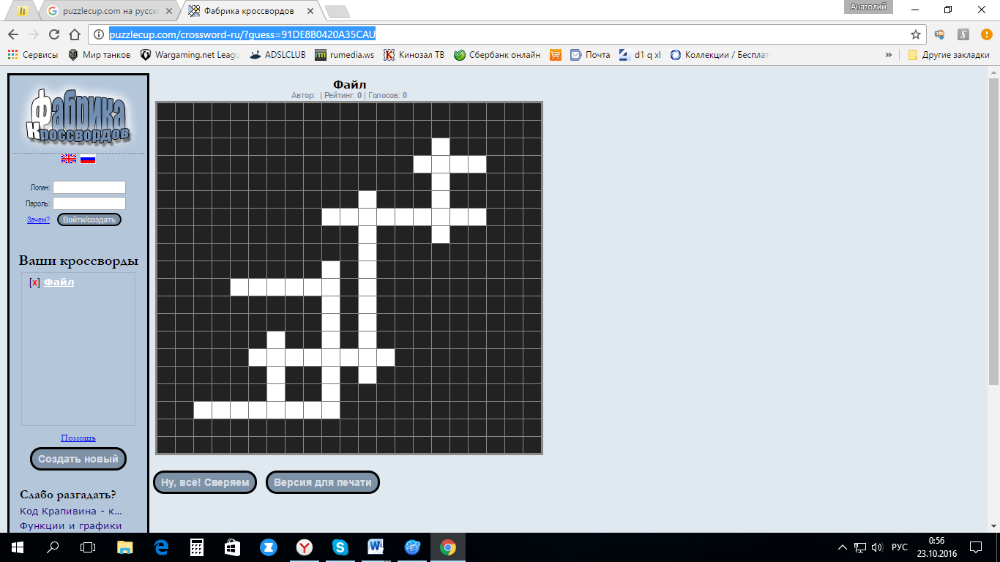 puzzlecup.com на русско
Фабрика кроссвордов
Анатолий
puzzlecup.com/crossword-ru/?guess=91DE8B0420A35CAU
Сервисы
Мир танков
Wargaming.net Leagu
ADSLCLUB
rumedia.ws
Кинозал ТВ
Сбербанк онлайн
Почта
d1 q xl
Коллекции / Бесплат
»
Другие закладки
Фабрика
Кроссвордов
Логин:
Пароль:
Зачем?
Войти/создать
Ваши кроссворды
[x] Файл
Помощь
Создать новый
Слабо разгадать?
Код Крапивина - к...
Функции и графики
Файл
Автор: | Рейтинг: 0 | Голосов: 0
Ну, всё! Сверяем
Версия для печати
РУС
0:56
23.10.2016